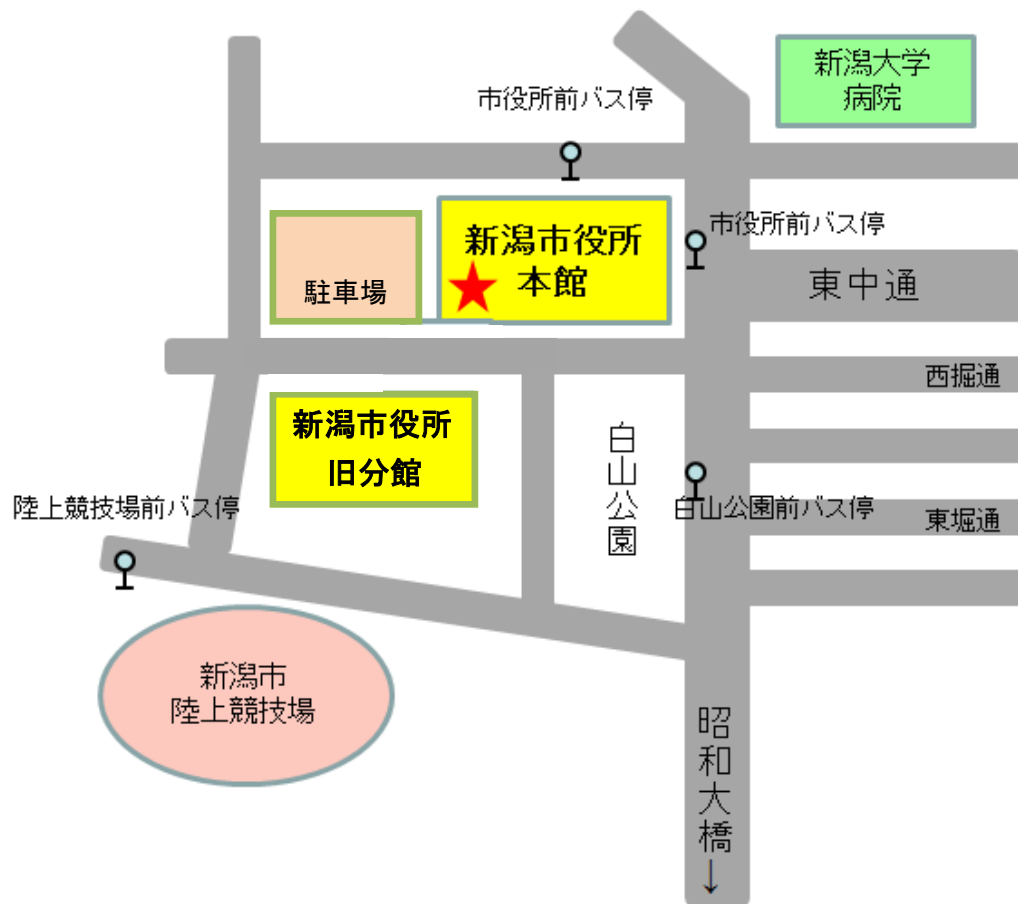 新潟大学
病院
市役所前バス停
市役所前バス停
新潟市役所
本館
駐車場
東中通
西掘通
新潟市役所
旧分館
白山公園
陸上競技場前バス停
白山公園前バス停
東堀通
新潟市
陸上競技場
昭和大橋↓